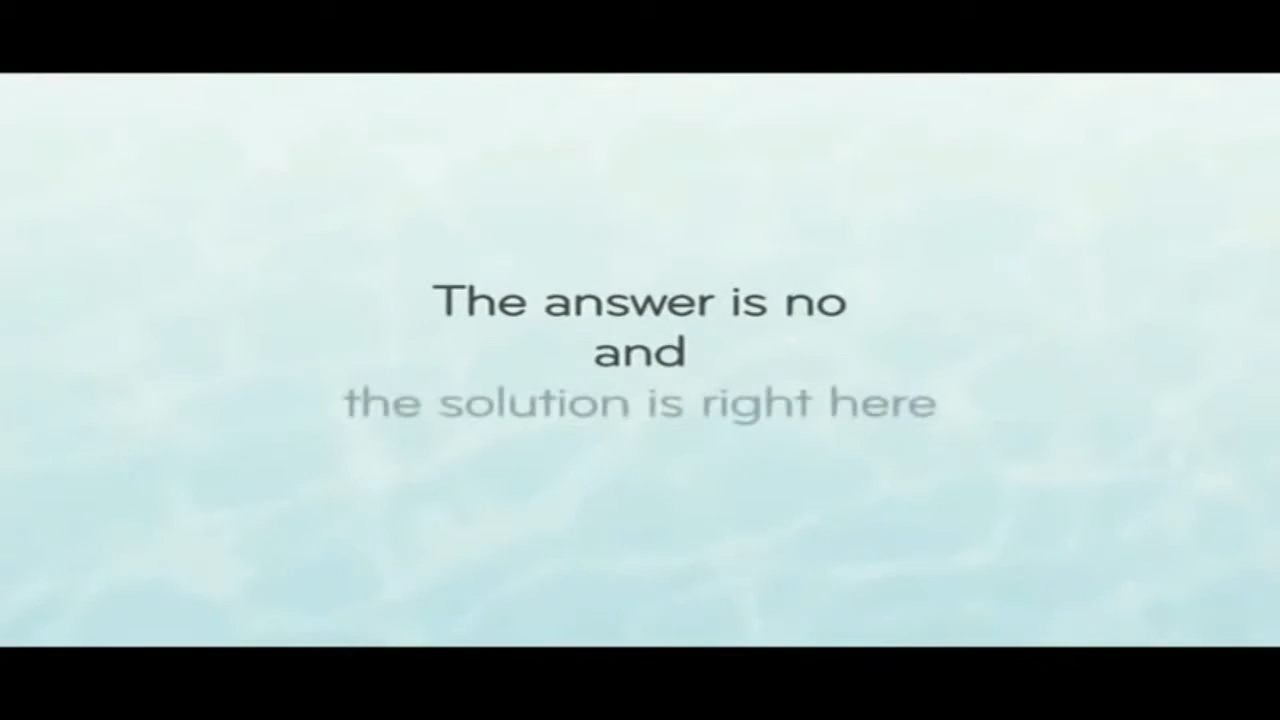 The answer is no
and
the solution is right here